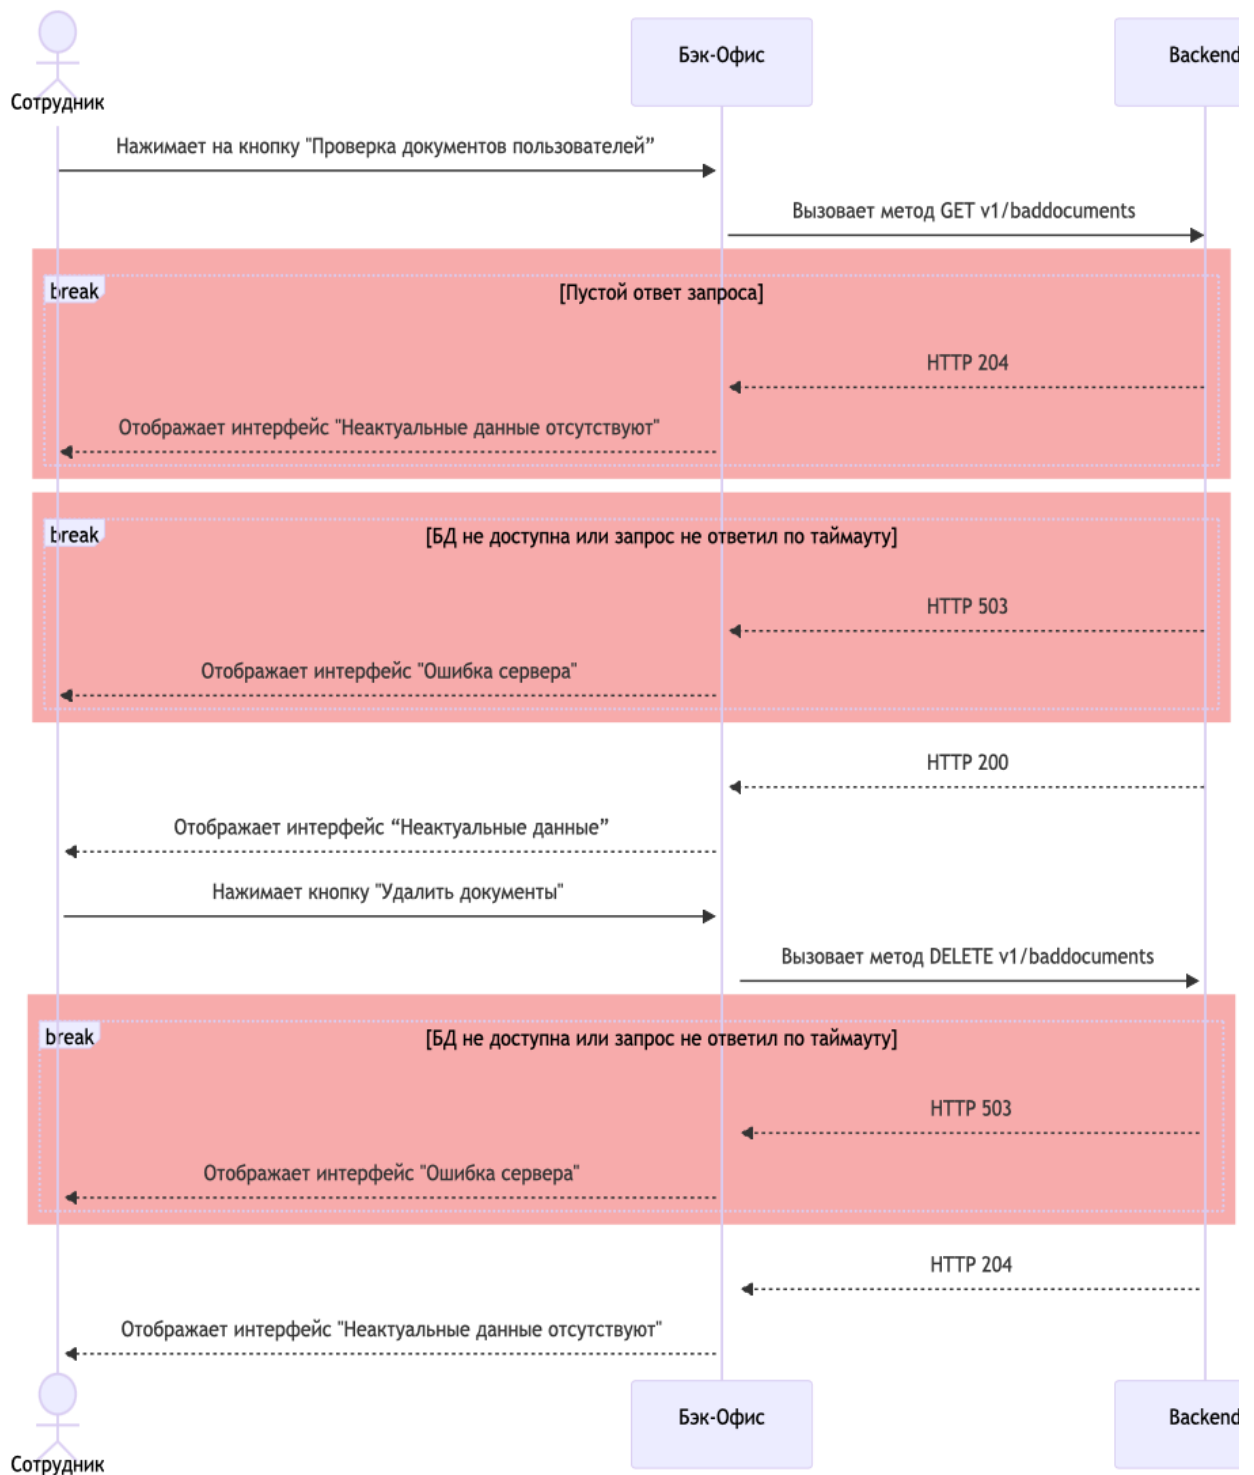 Бэк-Офис
Backend
Сотрудник
Нажимает на кнопку "Проверка документов пользователей”
Вызовает метод GET v1/baddocuments
break
[Пустой ответ запроса]
HTTP 204
Отображает интерфейс "Неактуальные данные отсутствуют"
break
[БД не доступна или запрос не ответил по таймауту]
HTTP 503
Отображает интерфейс "Ошибка сервера"
HTTP 200
Отображает интерфейс “Неактуальные данные”
Нажимает кнопку "Удалить документы"
Вызовает метод DELETE v1/baddocuments
break
[БД не доступна или запрос не ответил по таймауту]
HTTP 503
Отображает интерфейс "Ошибка сервера"
HTTP 204
Отображает интерфейс "Неактуальные данные отсутствуют"
Бэк-Офис
Backend
Сотрудник